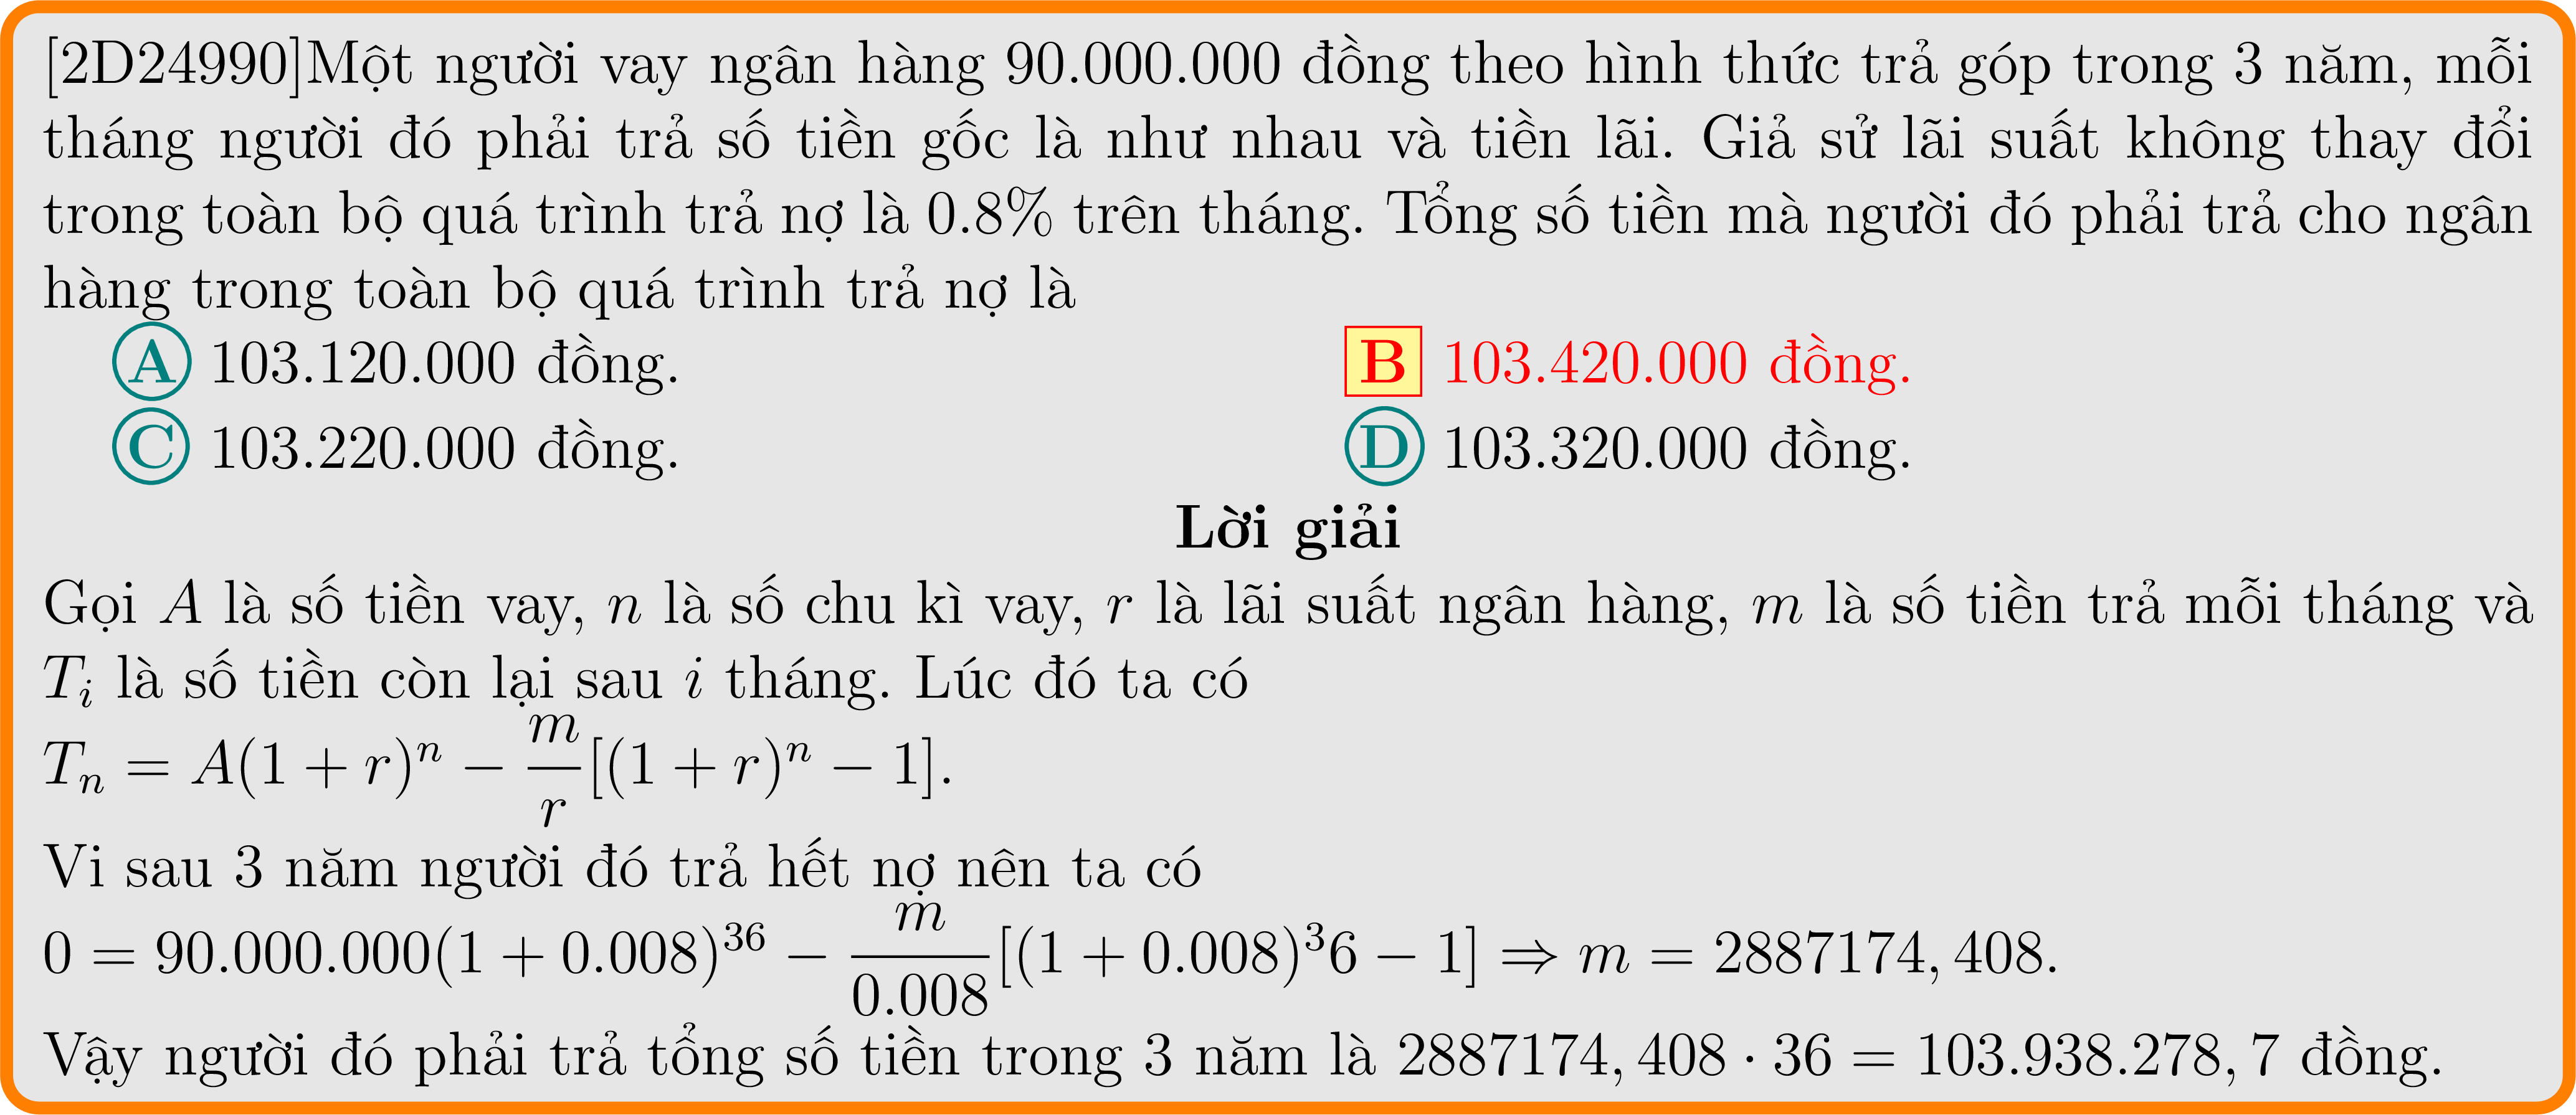 [2D24990]Một người vay ngân hàng 90.000.000 đồng theo hình thức trả góp trong 3 năm, mỗi
tháng người đó phải trả số tiền gốc là như nhau và tiền lãi. Giả sử lãi suất không thay đổi
trong toàn bộ quá trình trả nợ là 0.8% trên tháng. Tổng số tiền mà người đó phải trả cho ngân
hàng trong toàn bộ quá trình trả nợ là
A 103.120.000 đồng. B 103.420.000 đồng.
C 103.220.000 đồng. D 103.320.000 đồng.
Lời giải
Gọi A là số tiền vay, n là số chu kì vay, r là lãi suất ngân hàng, m là số tiền trả mỗi tháng và
T_i là số tiền còn lại sau i tháng. Lúc đó ta có
T_n = A(1 + r)^n − \frac{m}{r}[(1 + r)^n − 1].
Vi sau 3 năm người đó trả hết nợ nên ta có
0 = 90.000.000(1 + 0.008)^{36} − \frac{m}{0.008}[(1 + 0.008)^36 − 1] ⇒ m = 2887174, 408.
Vậy người đó phải trả tổng số tiền trong 3 năm là 2887174, 408 · 36 = 103.938.278, 7 đồng.